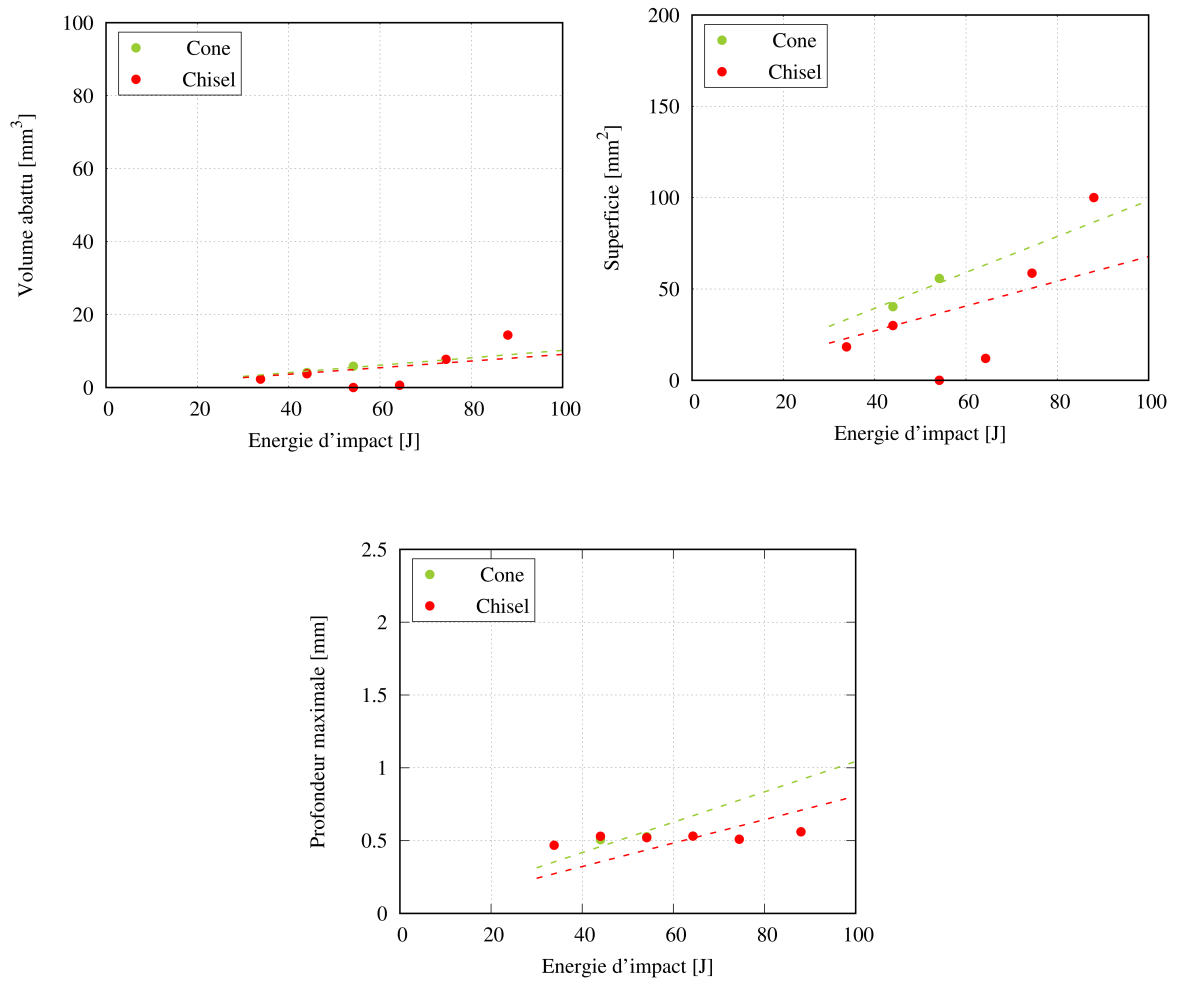 100
80
60
40
20
0
0 20 40 60 80 100
Volume abattu [mm³]
Energie d'impact [J]
Cone
Chisel
200
150
100
50
0
0 20 40 60 80 100
Superficie [mm²]
Energie d'impact [J]
Cone
Chisel
2.5
2
1.5
1
0.5
0
0 20 40 60 80 100
Profondeur maximale [mm]
Energie d'impact [J]
Cone
Chisel